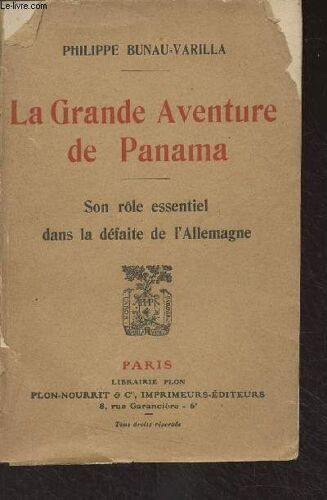 le-livre.com
PHILIPPE BUNAU-VARILLA
La Grande Aventure
de Panama
Son rôle essentiel
dans la défaite de l'Allemagne
PARIS
LIBRAIRIE PLON
PLON-NOURRIT & Cie, IMPRIMEURS-ÉDITEURS
8, rue Garancière - 6e
Tous droits réservés